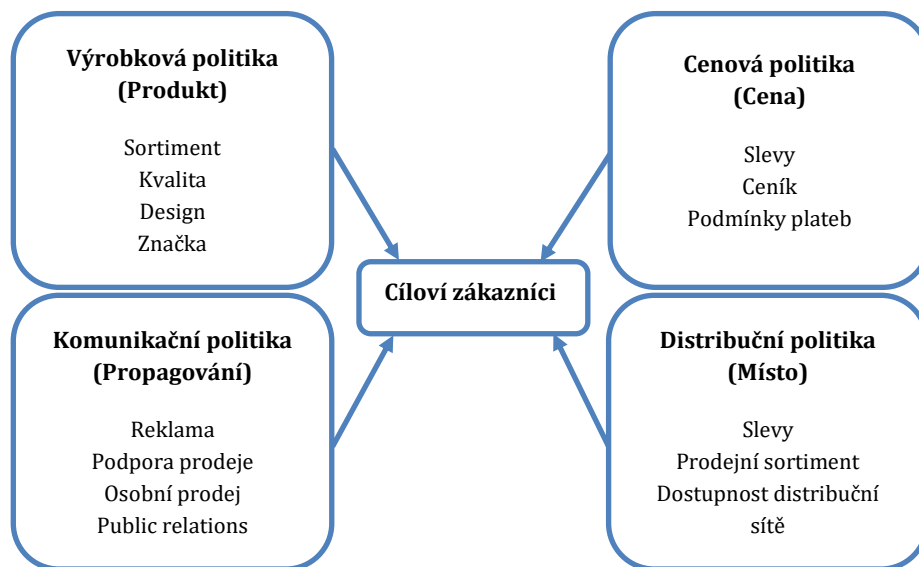 Výrobková politika
(Produkt)
Sortiment
Kvalita
Design
Značka
Cenová politika
(Cena)
Slevy
Ceník
Podmínky plateb
Cíloví zákazníci
Komunikační politika
(Propagování)
Reklama
Podpora prodeje
Osobní prodej
Public relations
Distribuční politika
(Místo)
Slevy
Prodejní sortiment
Dostupnost distribuční
sítě